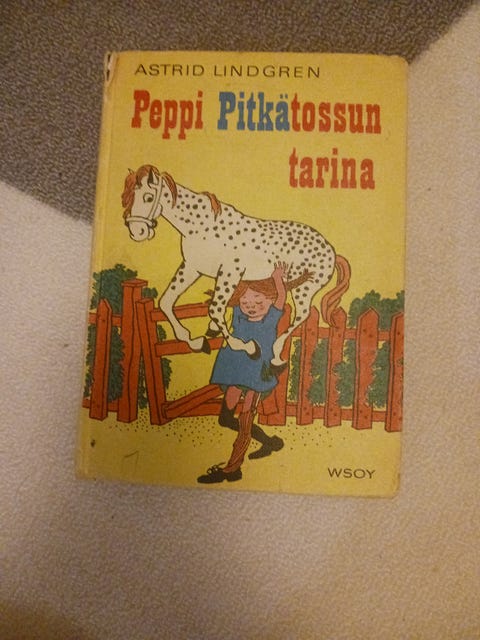 ASTRID LINDGREN
Peppi Pitkätossun
tarina
WSOY